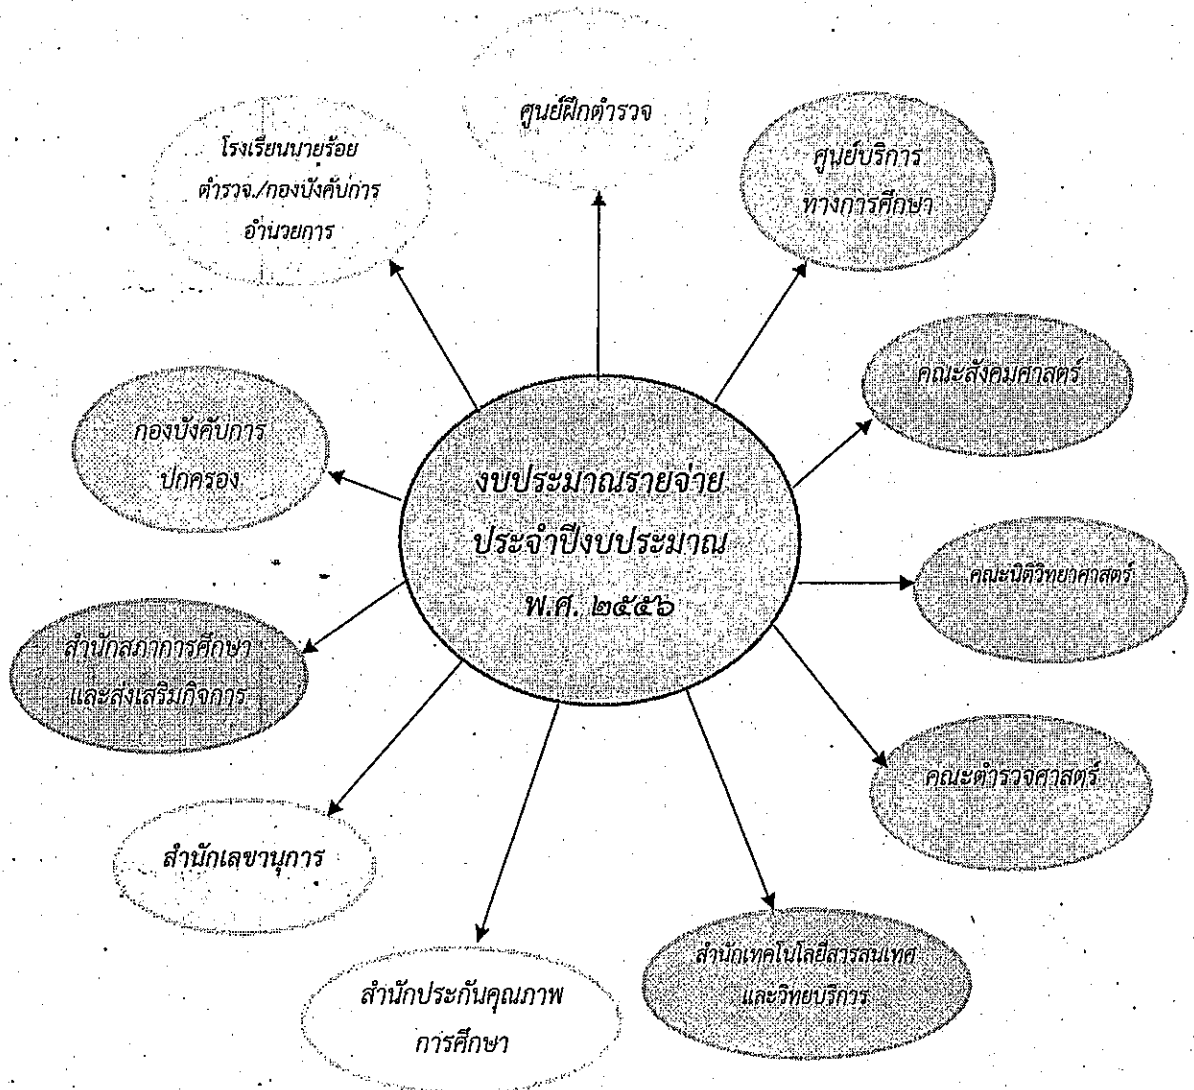 ศูนย์ฝึกตำรวจ
โรงเรียนนายร้อย
ตำรวจ./กองบังคับการ
อำนวยการ
ศูนย์บริการ
ทางการศึกษา
คณะสังคมศาสตร์
กองบังคับการ
ปกครอง
งบประมาณรายจ่าย
ประจำปีงบประมาณ
พ.ศ. ๒๕๕๖
คณะนิติวิทยาศาสตร์
สำนักสภาการศึกษา
และส่งเสริมกิจการ
คณะตำรวจศาสตร์
สำนักเลขานุการ
สำนักเทคโนโลยีสารสนเทศ
และวิทยบริการ
สำนักประกันคุณภาพ
การศึกษา